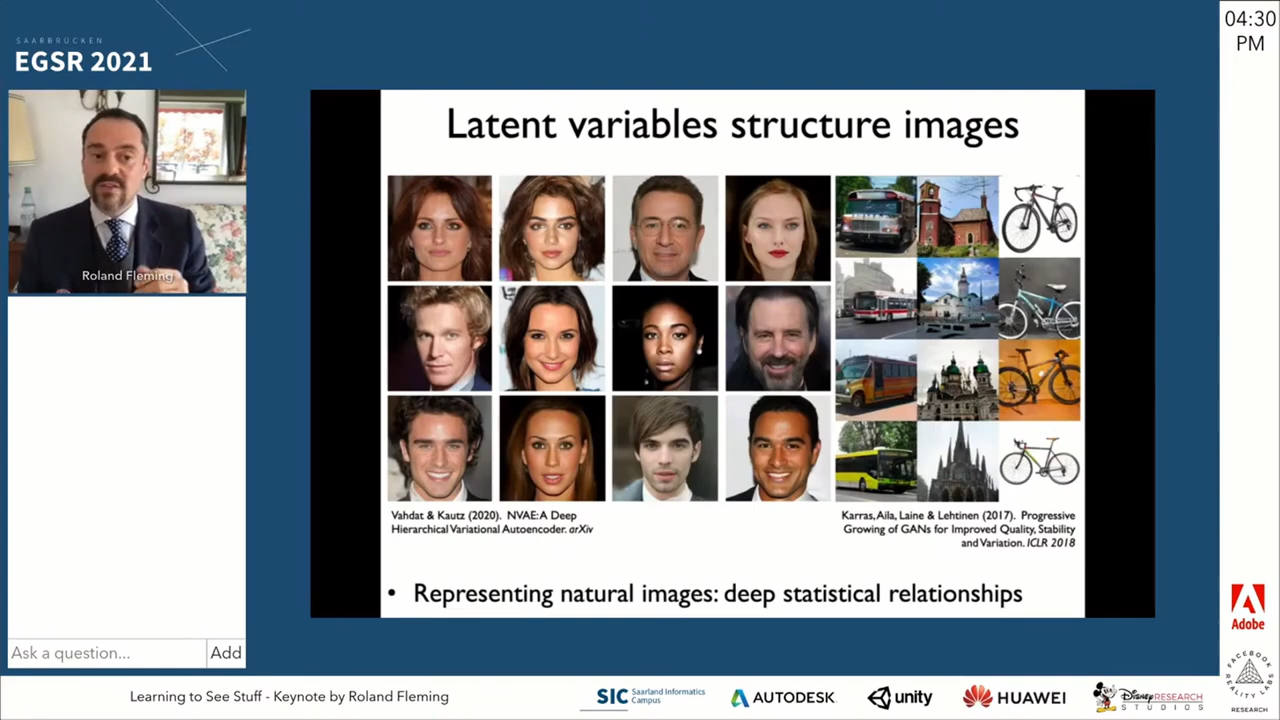 SAARBRÜCKEN
EGSR 2021
04:30
PM
Roland Fleming
Latent variables structure images
Vahdat & Kautz (2020). NVAE: A Deep
Hierarchical Variational Autoencoder. arXiv
Karras, Aila, Laine & Lehtinen (2017). Progressive
Growing of GANs for Improved Quality, Stability
and Variation. ICLR 2018
• Representing natural images: deep statistical relationships
Ask a question...
Add
Adobe
FACEBOOK REALITY LABS
RESEARCH
Learning to See Stuff - Keynote by Roland Fleming
SIC Saarland Informatics
Campus
AUTODESK
unity
HUAWEI
Disney RESEARCH
STUDIOS